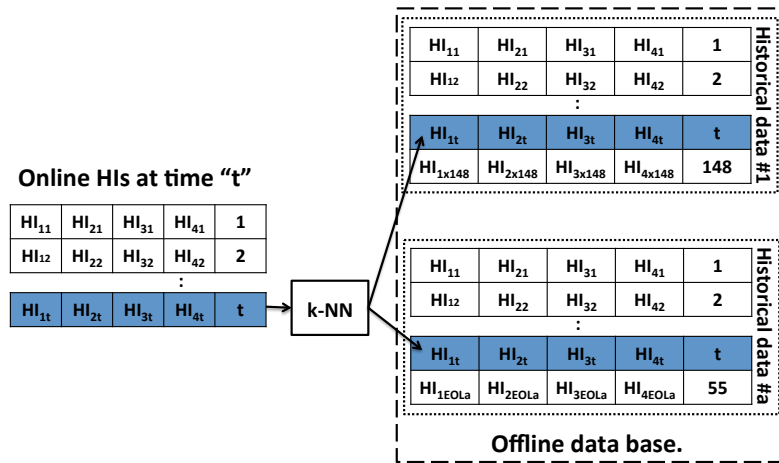 Online HIs at time “t”
HI₁₁ HI₂₁ HI₃₁ HI₄₁ 1
HI₁₂ HI₂₂ HI₃₂ HI₄₂ 2
:
HI₁ₜ HI₂ₜ HI₃ₜ HI₄ₜ t
k-NN
HI₁₁ HI₂₁ HI₃₁ HI₄₁ 1
HI₁₂ HI₂₂ HI₃₂ HI₄₂ 2
:
HI₁ₜ HI₂ₜ HI₃ₜ HI₄ₜ t
HI₁ₓ₁₄₈ HI₂ₓ₁₄₈ HI₃ₓ₁₄₈ HI₄ₓ₁₄₈ 148
Historical data #1
HI₁₁ HI₂₁ HI₃₁ HI₄₁ 1
HI₁₂ HI₂₂ HI₃₂ HI₄₂ 2
:
HI₁ₜ HI₂ₜ HI₃ₜ HI₄ₜ t
HI1EOLa HI2EOLa HI3EOLa HI4EOLa 55
Historical data #a
Offline data base.